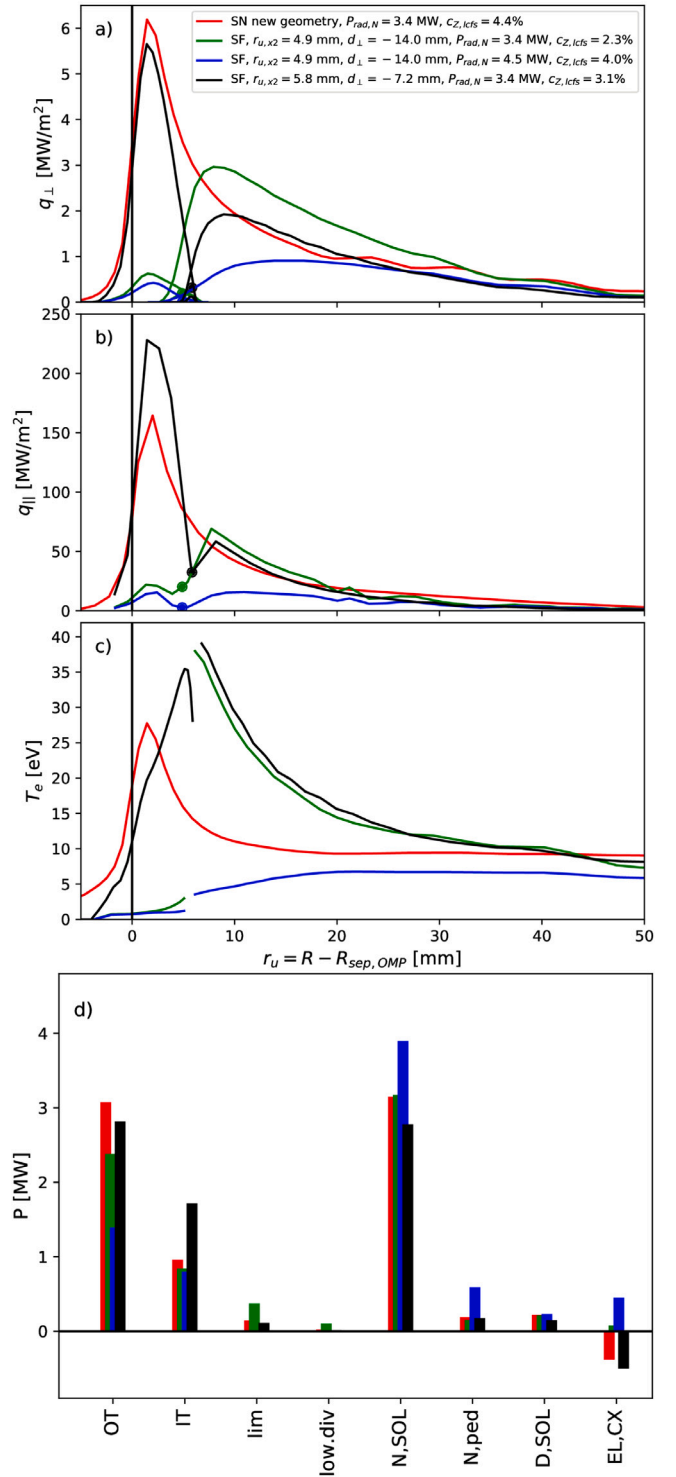 a)
SN new geometry, P_rad,N = 3.4 MW, c_Z,lcfs = 4.4%
SF, r_u,x2 = 4.9 mm, d_⊥ = −14.0 mm, P_rad,N = 3.4 MW, c_Z,lcfs = 2.3%
SF, r_u,x2 = 4.9 mm, d_⊥ = −14.0 mm, P_rad,N = 4.5 MW, c_Z,lcfs = 4.0%
SF, r_u,x2 = 5.8 mm, d_⊥ = −7.2 mm, P_rad,N = 3.4 MW, c_Z,lcfs = 3.1%
q_⊥ [MW/m²]
6
5
4
3
2
1
0
b)
q_|| [MW/m²]
250
200
150
100
50
0
c)
T_e [eV]
40
35
30
25
20
15
10
5
0
0 10 20 30 40 50
r_u = R − R_sep,OMP [mm]
d)
P [MW]
4
3
2
1
0
OT IT lim low.div N,SOL N,ped D,SOL EL,CX